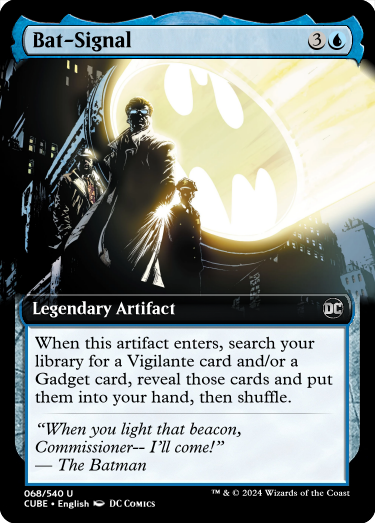 Bat-Signal 3
Legendary Artifact DC
When this artifact enters, search your
library for a Vigilante card and/or a
Gadget card, reveal those cards and put
them into your hand, then shuffle.
“When you light that beacon,
Commissioner-- I'll come!”
— The Batman
068/540 U
CUBE • English DC Comics
™ & © 2024 Wizards of the Coast